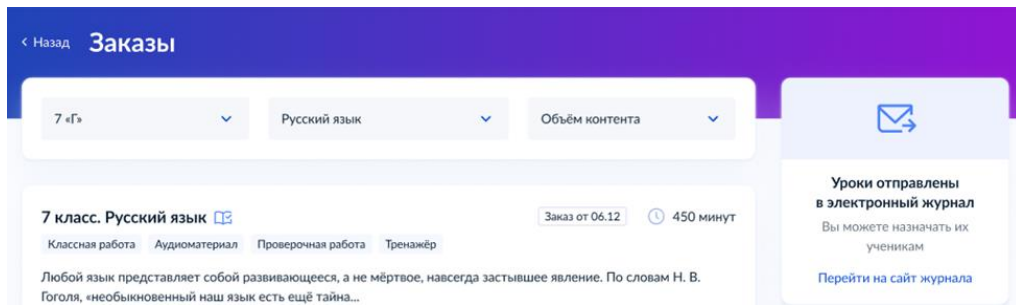 ‹ Назад Заказы
7 «Г» Русский язык Объём контента
7 класс. Русский язык Заказ от 06.12 450 минут
Классная работа Аудиоматериал Проверочная работа Тренажёр
Любой язык представляет собой развивающееся, а не мёртвое, навсегда застывшее явление. По словам Н. В.
Гоголя, «необыкновенный наш язык есть ещё тайна...
Уроки отправлены
в электронный журнал
Вы можете назначать их
ученикам
Перейти на сайт журнала